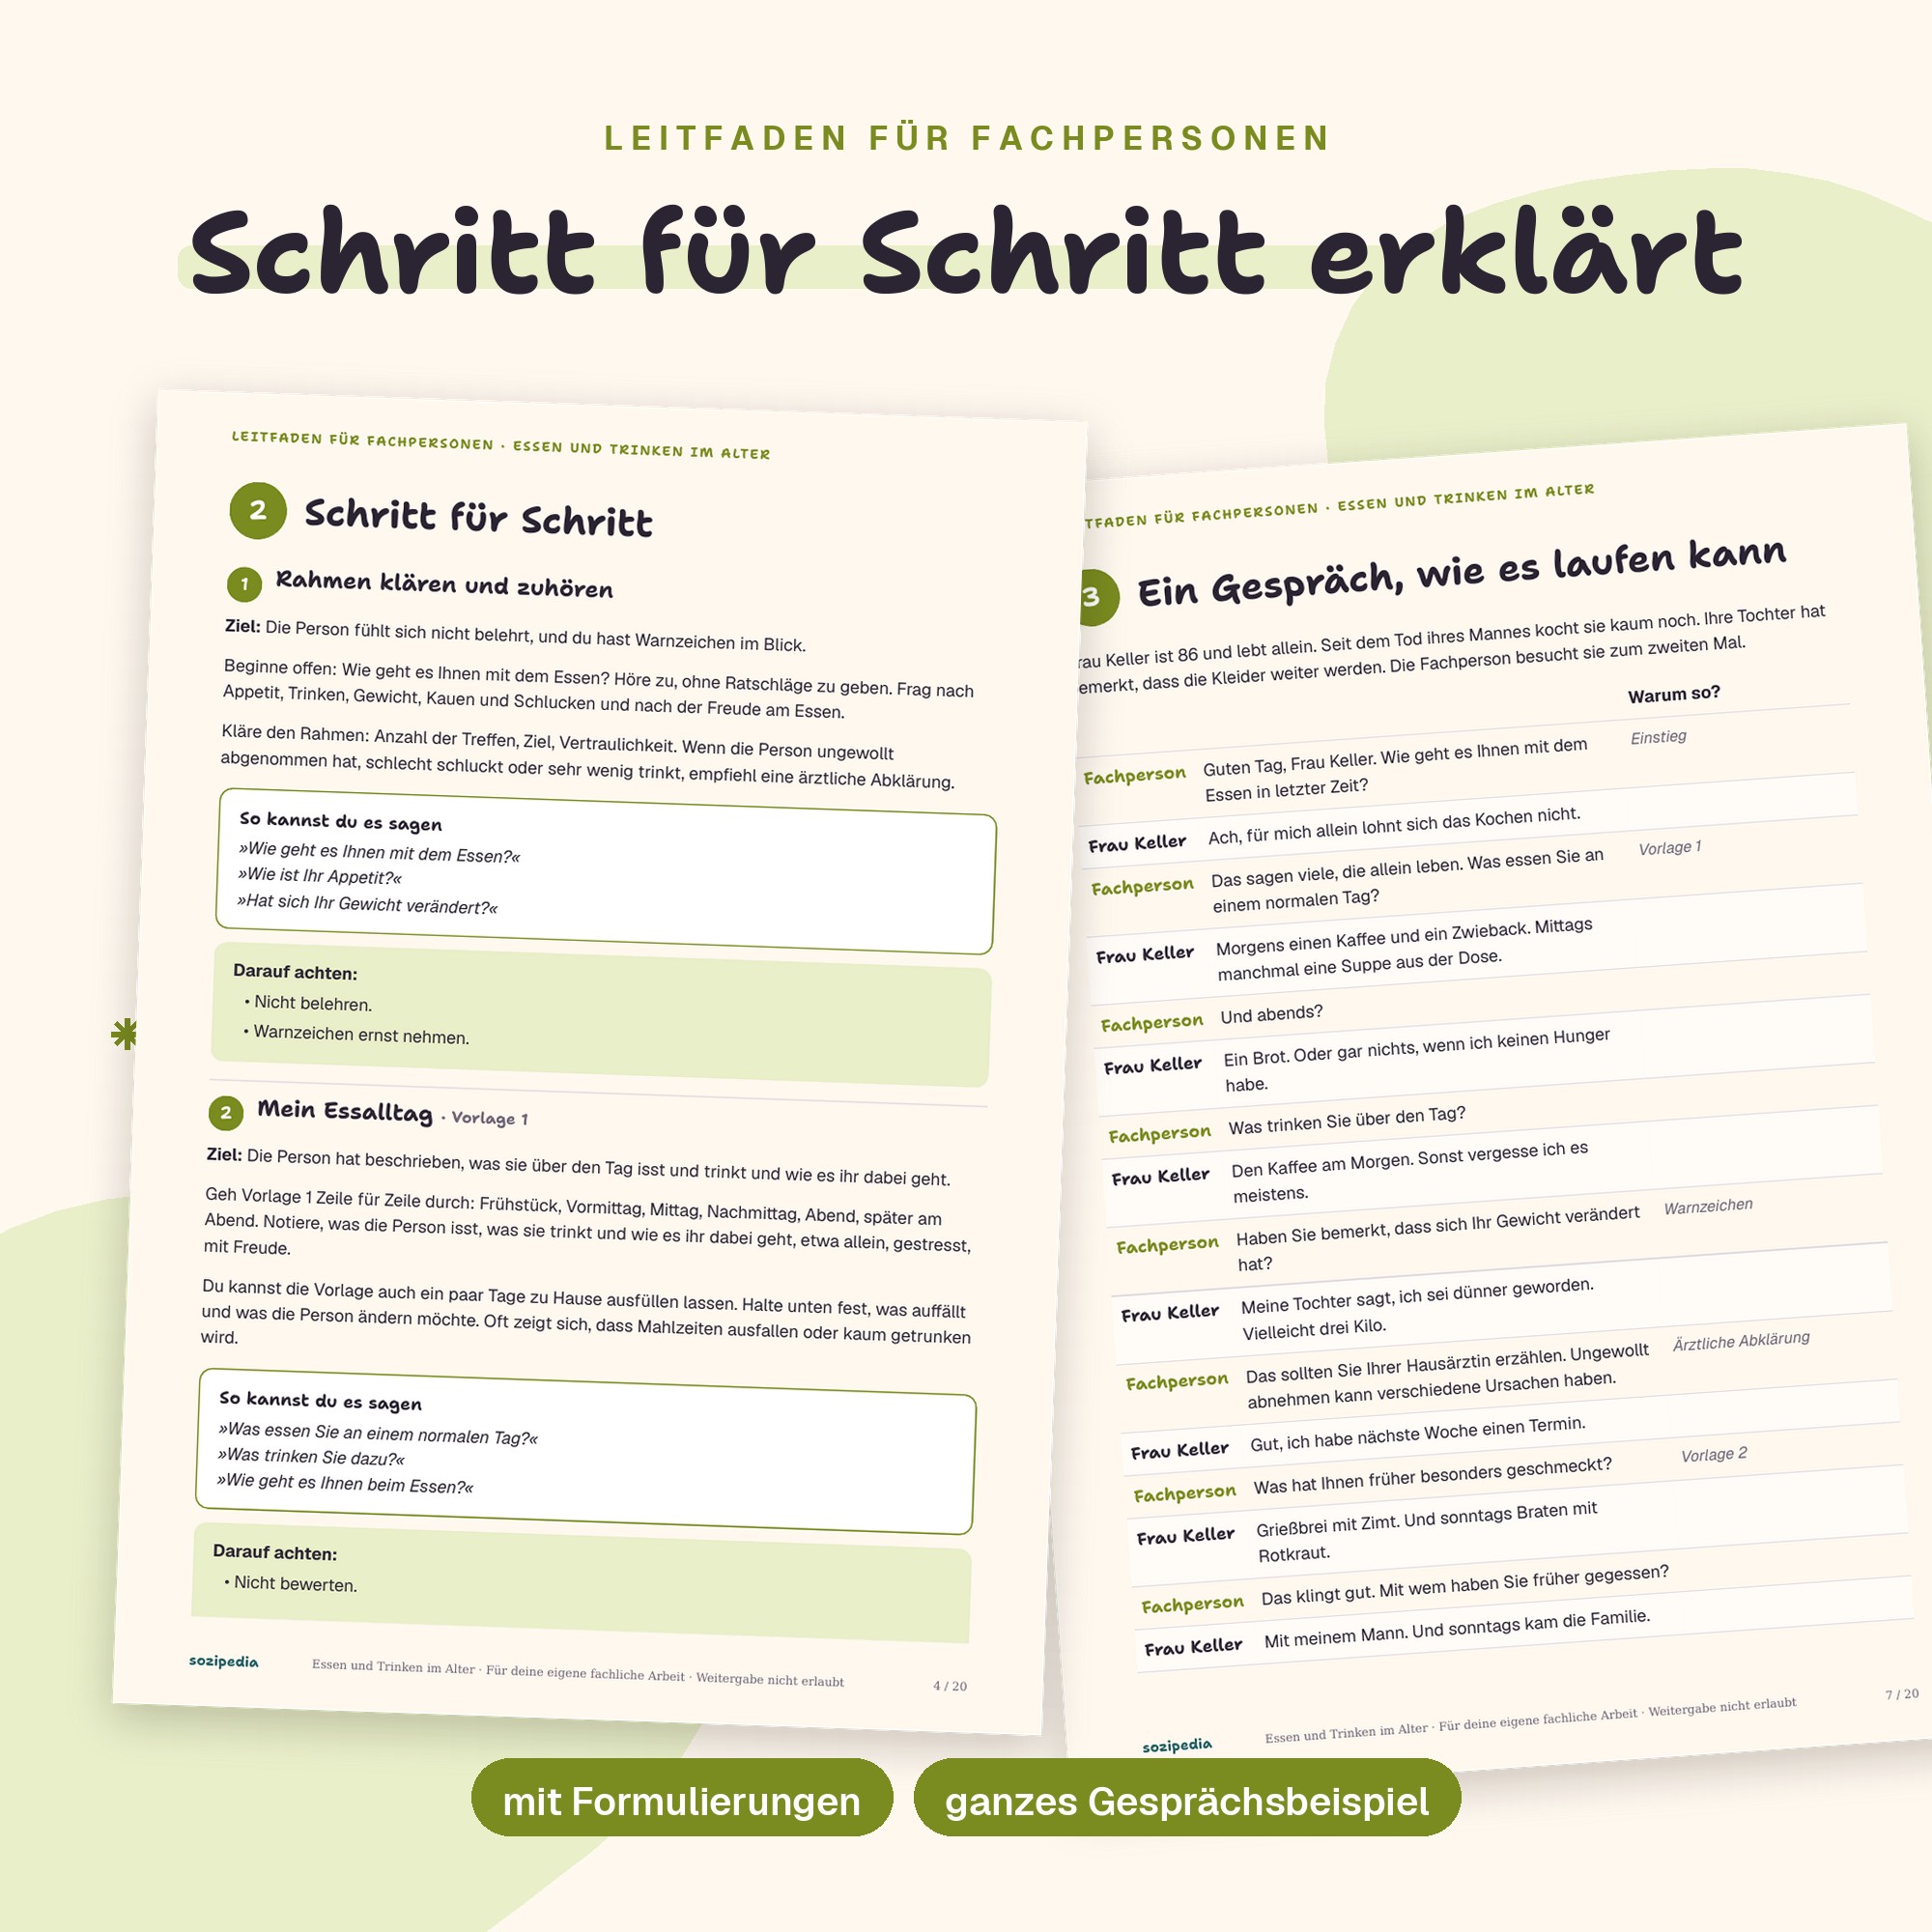 LEITFADEN FÜR FACHPERSONEN
Schritt für Schritt erklärt
LEITFADEN FÜR FACHPERSONEN · ESSEN UND TRINKEN IM ALTER
2 Schritt für Schritt
1 Rahmen klären und zuhören
Ziel: Die Person fühlt sich nicht belehrt, und du hast Warnzeichen im Blick.
Beginne offen: Wie geht es Ihnen mit dem Essen? Höre zu, ohne Ratschläge zu geben. Frag nach
Appetit, Trinken, Gewicht, Kauen und Schlucken und nach der Freude am Essen.
Kläre den Rahmen: Anzahl der Treffen, Ziel, Vertraulichkeit. Wenn die Person ungewollt
abgenommen hat, schlecht schluckt oder sehr wenig trinkt, empfiehl eine ärztliche Abklärung.
So kannst du es sagen
»Wie geht es Ihnen mit dem Essen?«
»Wie ist Ihr Appetit?«
»Hat sich Ihr Gewicht verändert?«
Darauf achten:
• Nicht belehren.
• Warnzeichen ernst nehmen.
2 Mein Essalltag · Vorlage 1
Ziel: Die Person hat beschrieben, was sie über den Tag isst und trinkt und wie es ihr dabei geht.
Geh Vorlage 1 Zeile für Zeile durch: Frühstück, Vormittag, Mittag, Nachmittag, Abend, später am
Abend. Notiere, was die Person isst, was sie trinkt und wie es ihr dabei geht, etwa allein, gestresst,
mit Freude.
Du kannst die Vorlage auch ein paar Tage zu Hause ausfüllen lassen. Halte unten fest, was auffällt
und was die Person ändern möchte. Oft zeigt sich, dass Mahlzeiten ausfallen oder kaum getrunken
wird.
So kannst du es sagen
»Was essen Sie an einem normalen Tag?«
»Was trinken Sie dazu?«
»Wie geht es Ihnen beim Essen?«
Darauf achten:
• Nicht bewerten.
sozipedia Essen und Trinken im Alter · Für deine eigene fachliche Arbeit · Weitergabe nicht erlaubt 4 / 20
TFADEN FÜR FACHPERSONEN · ESSEN UND TRINKEN IM ALTER
3 Ein Gespräch, wie es laufen kann
rau Keller ist 86 und lebt allein. Seit dem Tod ihres Mannes kocht sie kaum noch. Ihre Tochter hat
emerkt, dass die Kleider weiter werden. Die Fachperson besucht sie zum zweiten Mal.
Warum so?
Fachperson Guten Tag, Frau Keller. Wie geht es Ihnen mit dem Einstieg
Essen in letzter Zeit?
Frau Keller Ach, für mich allein lohnt sich das Kochen nicht.
Fachperson Das sagen viele, die allein leben. Was essen Sie an Vorlage 1
einem normalen Tag?
Frau Keller Morgens einen Kaffee und ein Zwieback. Mittags
manchmal eine Suppe aus der Dose.
Fachperson Und abends?
Frau Keller Ein Brot. Oder gar nichts, wenn ich keinen Hunger
habe.
Fachperson Was trinken Sie über den Tag?
Frau Keller Den Kaffee am Morgen. Sonst vergesse ich es
meistens.
Fachperson Haben Sie bemerkt, dass sich Ihr Gewicht verändert Warnzeichen
hat?
Frau Keller Meine Tochter sagt, ich sei dünner geworden.
Vielleicht drei Kilo.
Fachperson Das sollten Sie Ihrer Hausärztin erzählen. Ungewollt Ärztliche Abklärung
abnehmen kann verschiedene Ursachen haben.
Frau Keller Gut, ich habe nächste Woche einen Termin.
Fachperson Was hat Ihnen früher besonders geschmeckt? Vorlage 2
Frau Keller Grießbrei mit Zimt. Und sonntags Braten mit
Rotkraut.
Fachperson Das klingt gut. Mit wem haben Sie früher gegessen?
Frau Keller Mit meinem Mann. Und sonntags kam die Familie.
sozipedia Essen und Trinken im Alter · Für deine eigene fachliche Arbeit · Weitergabe nicht erlaubt 7 / 20
mit Formulierungen
ganzes Gesprächsbeispiel